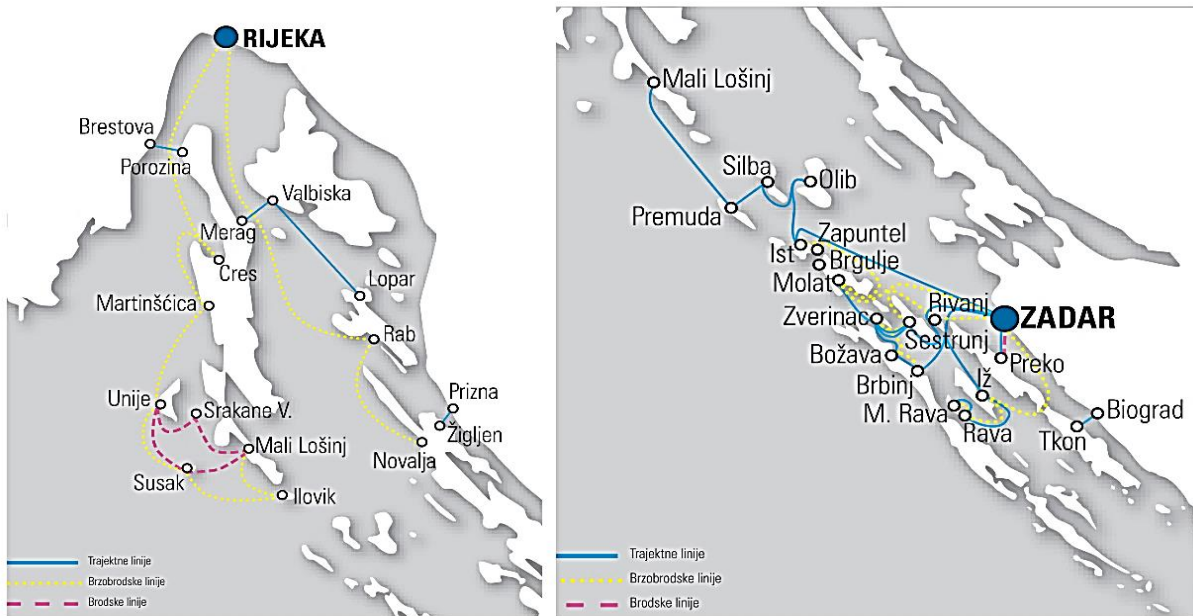 RIJEKA
Brestova
Porozina
Valbiska
Merag
Cres
Lopar
Martinšćica
Rab
Prizna
Unije
Srakane V.
Žigljen
Mali Lošinj
Novalja
Susak
Ilovik
Trajektne linije
Brzobrodske linije
Brodske linije
Mali Lošinj
Silba
Olib
Premuda
Zapuntel
Ist
Brgulje
Molat
Rivanj
Zverinac
ZADAR
Sestrunj
Božava
Preko
Brbinj
Iž
M. Rava
Biograd
Rava
Tkon
Trajektne linije
Brzobrodske linije
Brodske linije